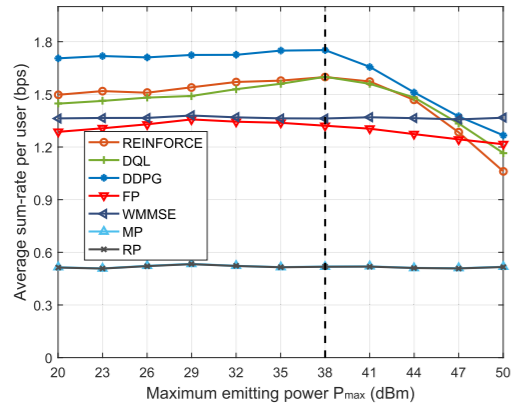 1.8
1.5
1.2
0.9
0.6
0.3
0
Average sum-rate per user (bps)
REINFORCE
DQL
DDPG
FP
WMMSE
MP
RP
20 23 26 29 32 35 38 41 44 47 50
Maximum emitting power Pmax (dBm)